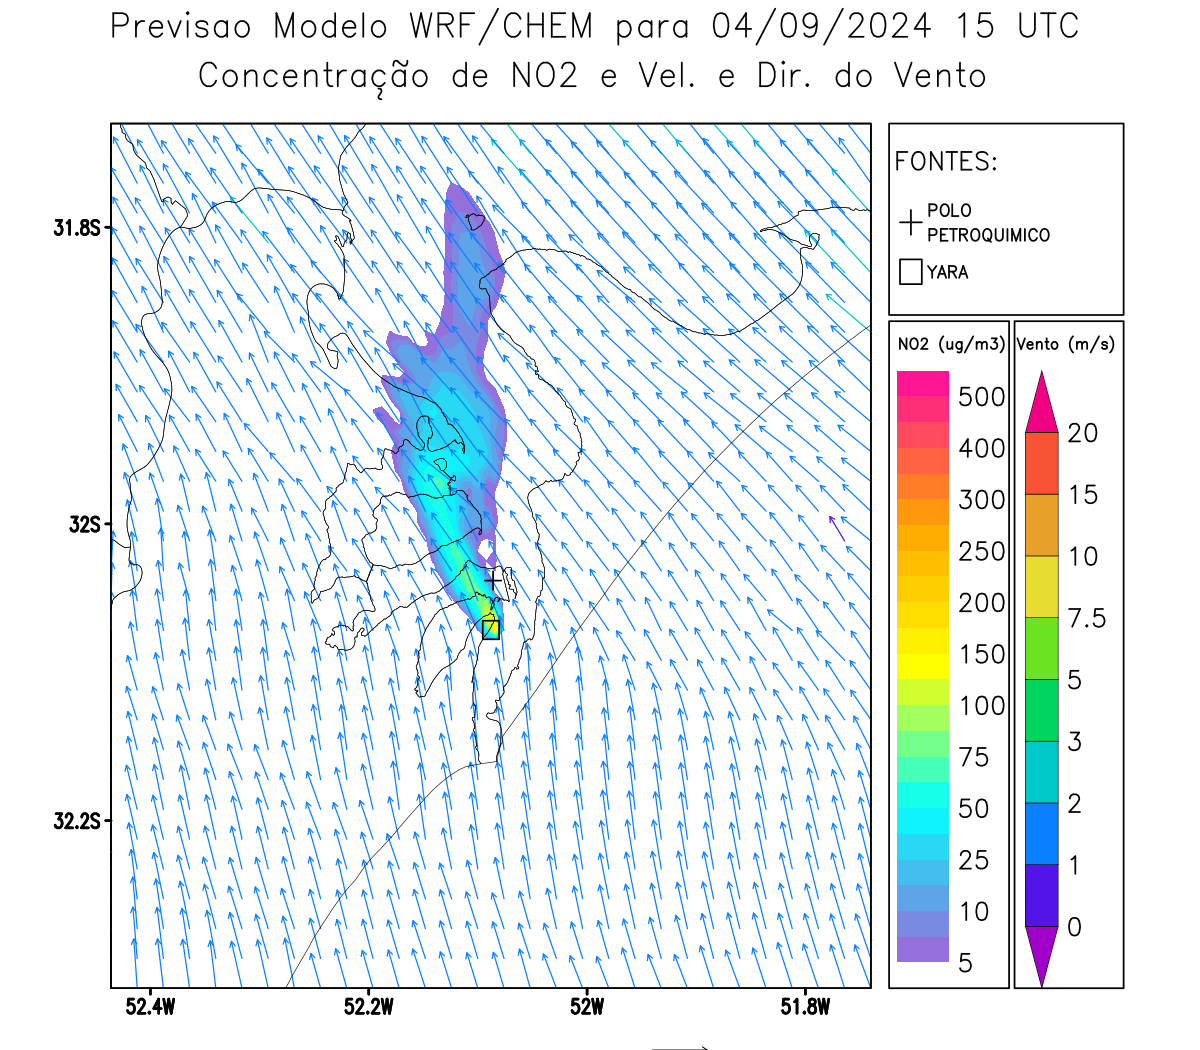 Previsao Modelo WRF/CHEM para 04/09/2024 15 UTC
Concentração de NO2 e Vel. e Dir. do Vento
FONTES:
POLO
PETROQUIMICO
YARA
NO2 (ug/m3)
500
400
300
250
200
150
100
75
50
25
10
5
Vento (m/s)
20
15
10
7.5
5
3
2
1
0
31.8S
32S
32.2S
52.4W
52.2W
52W
51.8W